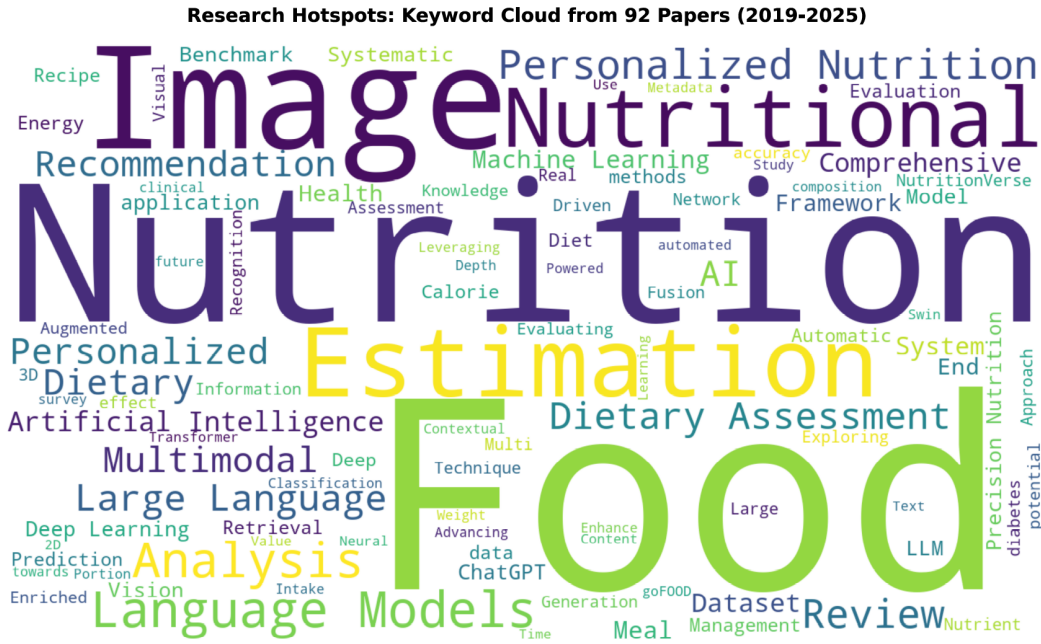 Research Hotspots: Keyword Cloud from 92 Papers (2019-2025)
Benchmark
Systematic
Personalized Nutrition
Recipe
Visual
Image
Use
Metadata
Evaluation
Energy
Nutritional
Recommendation
Machine Learning
accuracy
Study
Comprehensive
Real
methods
clinical
Health
Knowledge
composition
NutritionVerse
application
Assessment
Driven
Network
Framework
Model
Nutrition
Recognition
future
Leveraging
Diet
automated
Depth
Powered
AI
Calorie
Fusion
Swin
Augmented
Evaluating
Automatic
System
Personalized
Estimation
Learning
Precision Nutrition
Approach
3D
Dietary
Information
End
survey
effect
Artificial Intelligence
Dietary Assessment
Transformer
Contextual
Multi
Exploring
Multimodal
Deep
Technique
Food
Classification
Large Language
Large
Text
diabetes
potential
Weight
Deep Learning
Retrieval
Advancing
Enhance
Content
2D
Value
Neural
Prediction
Analysis
data
LLM
towards
Portion
ChatGPT
Vision
Intake
goFOOD
Enriched
Language Models
Generation
Dataset
Review
Time
Meal
Management
Nutrient